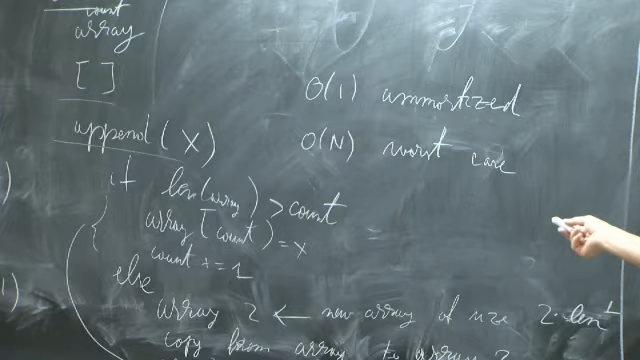 count
array
[]
append(x)
O(1) ammortized
O(N) worst case
if len(array) > count
array[count] = x
count += 1
else
array 2 ← new array of size 2·len
copy from array to array 2